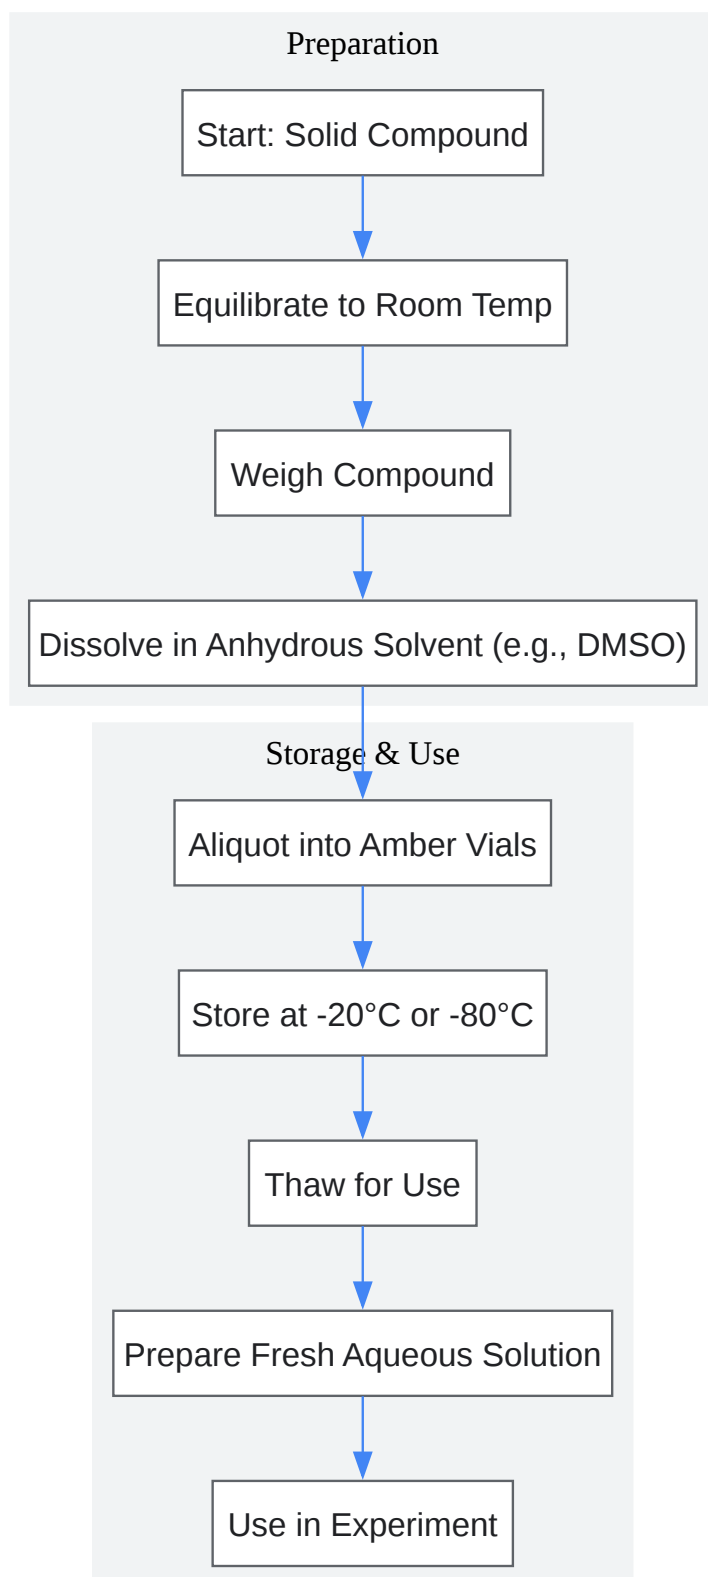 Preparation
Start: Solid Compound
Equilibrate to Room Temp
Weigh Compound
Dissolve in Anhydrous Solvent (e.g., DMSO)
Storage & Use
Aliquot into Amber Vials
Store at -20°C or -80°C
Thaw for Use
Prepare Fresh Aqueous Solution
Use in Experiment